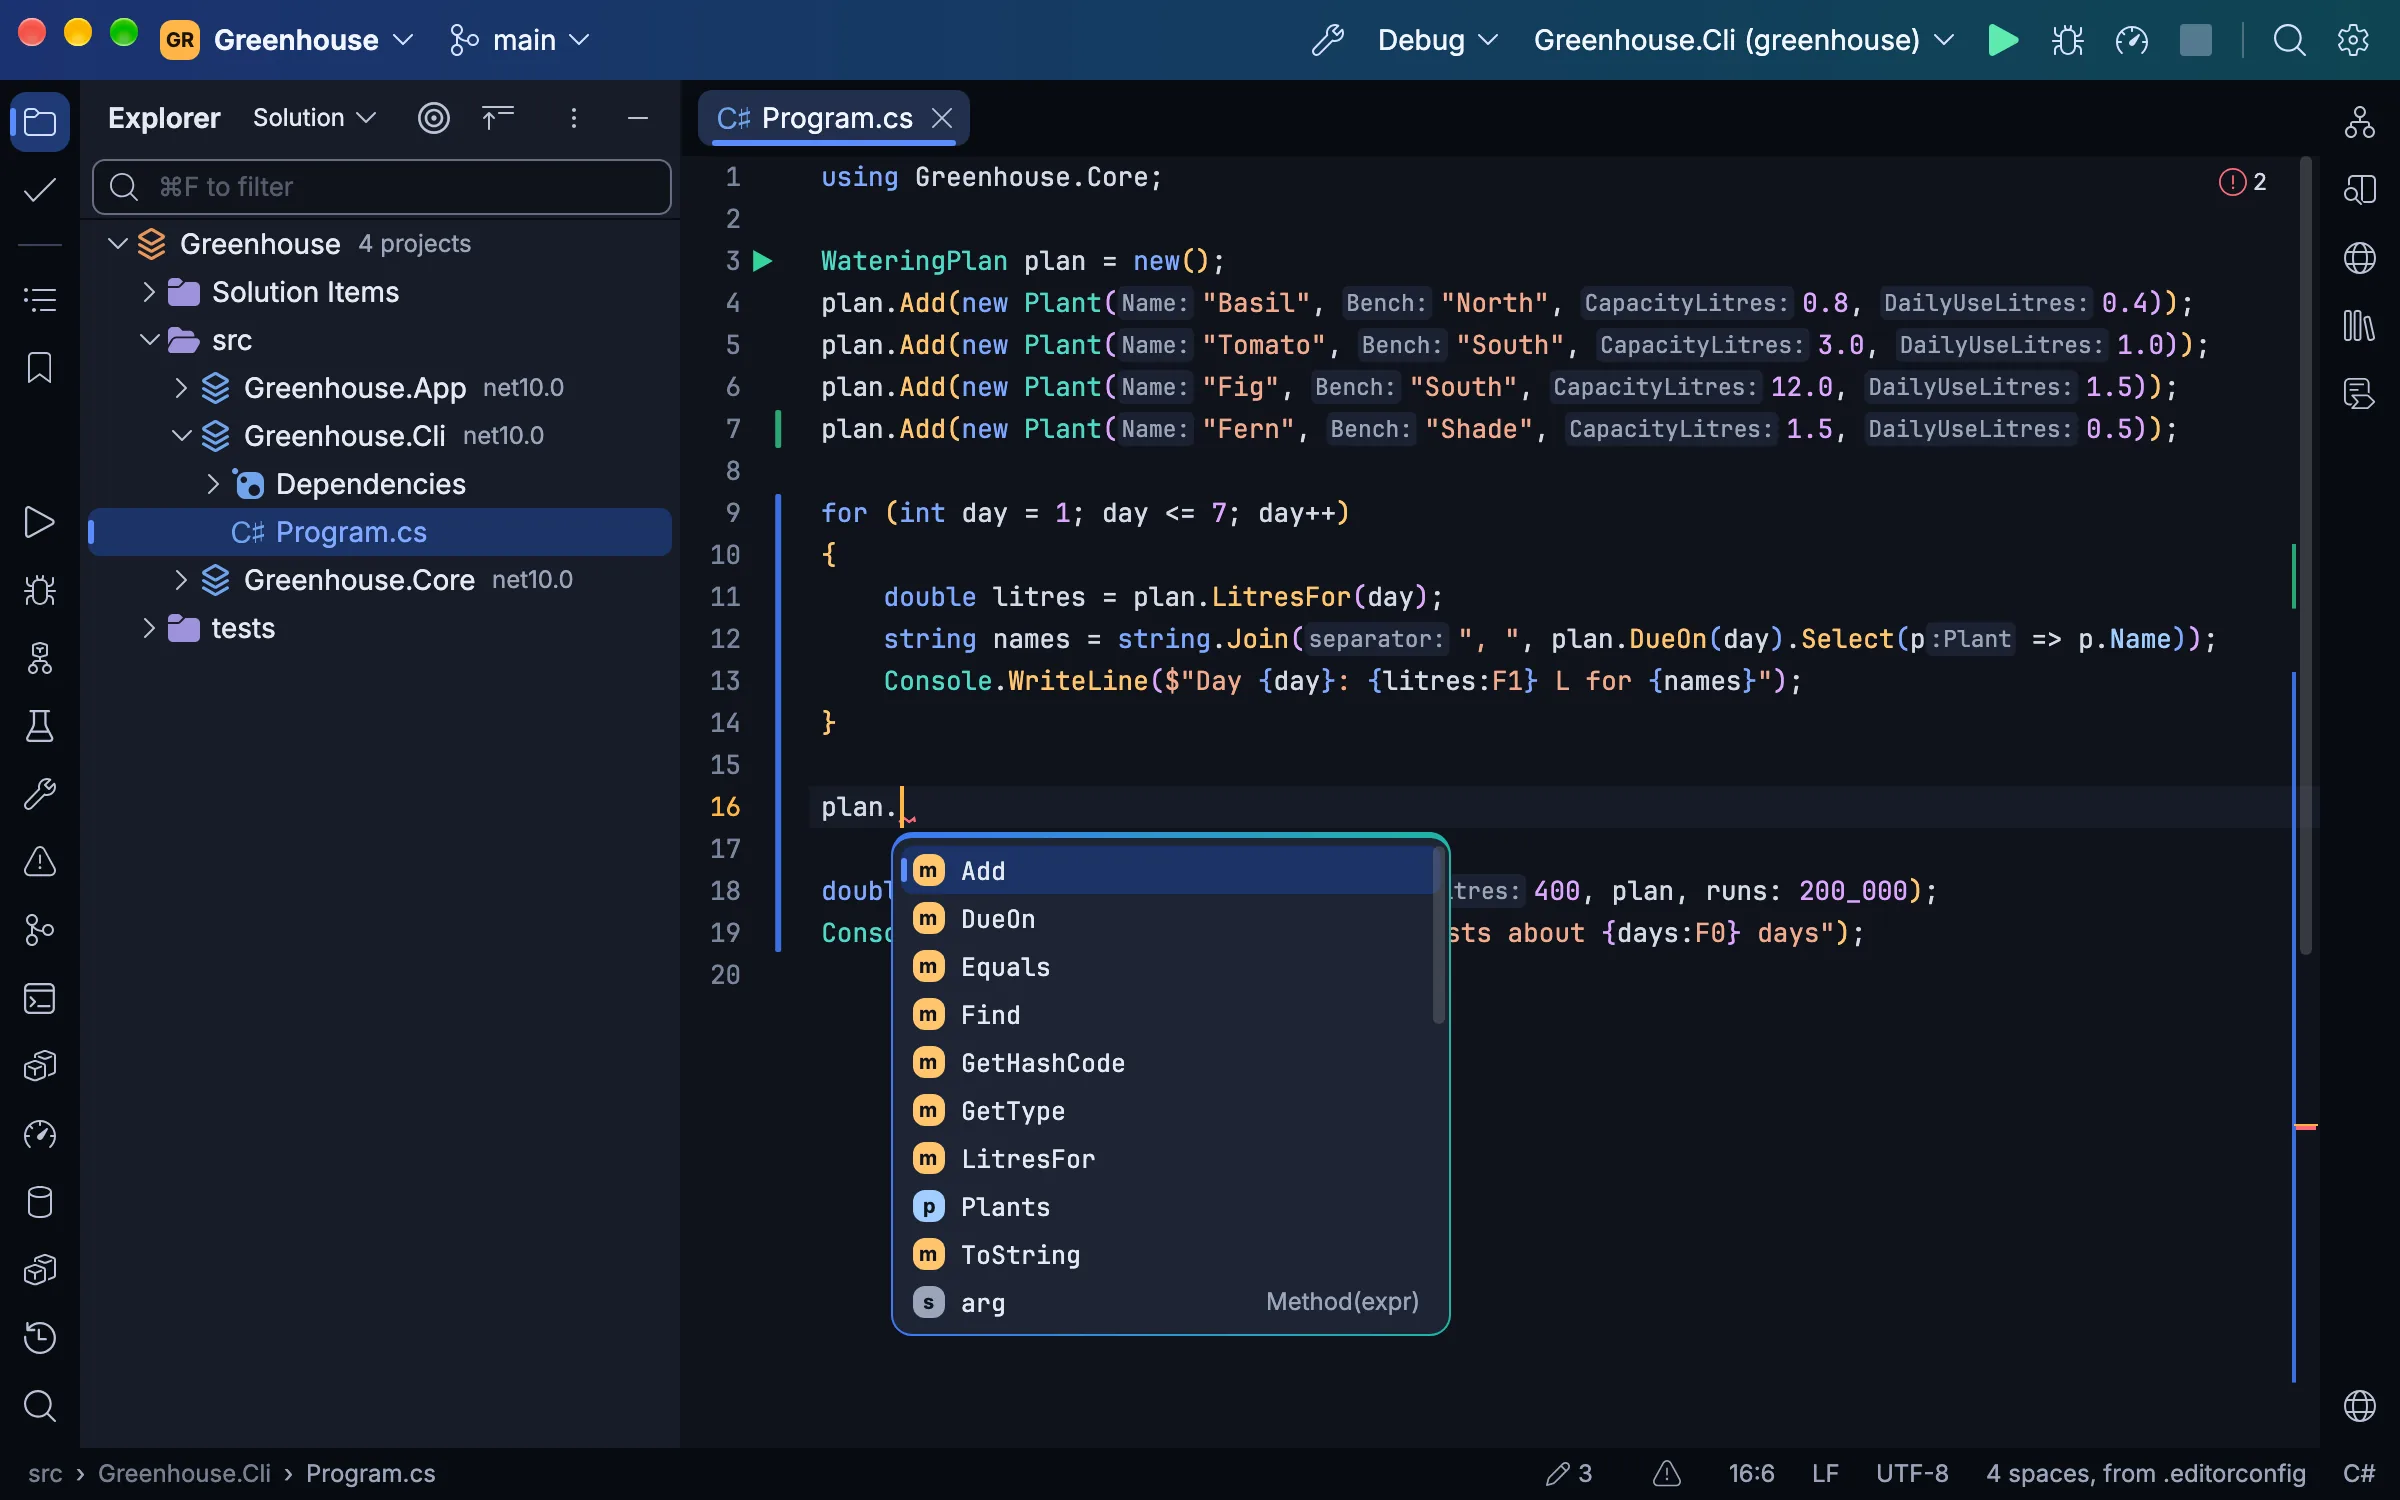 GR Greenhouse main Debug Greenhouse.Cli (greenhouse)
Explorer Solution
⌘F to filter
Greenhouse 4 projects
Solution Items
src
Greenhouse.App net10.0
Greenhouse.Cli net10.0
Dependencies
C# Program.cs
Greenhouse.Core net10.0
tests
C# Program.cs
2
1 using Greenhouse.Core;
2
3 WateringPlan plan = new();
4 plan.Add(new Plant(Name: "Basil", Bench: "North", CapacityLitres: 0.8, DailyUseLitres: 0.4));
5 plan.Add(new Plant(Name: "Tomato", Bench: "South", CapacityLitres: 3.0, DailyUseLitres: 1.0));
6 plan.Add(new Plant(Name: "Fig", Bench: "South", CapacityLitres: 12.0, DailyUseLitres: 1.5));
7 plan.Add(new Plant(Name: "Fern", Bench: "Shade", CapacityLitres: 1.5, DailyUseLitres: 0.5));
8
9 for (int day = 1; day <= 7; day++)
10 {
11 double litres = plan.LitresFor(day);
12 string names = string.Join(separator: ", ", plan.DueOn(day).Select(p :Plant => p.Name));
13 Console.WriteLine($"Day {day}: {litres:F1} L for {names}");
14 }
15
16 plan.
17
18 doubl tres: 400, plan, runs: 200_000);
19 Conso sts about {days:F0} days");
20
m Add
m DueOn
m Equals
m Find
m GetHashCode
m GetType
m LitresFor
p Plants
m ToString
s arg Method(expr)
src › Greenhouse.Cli › Program.cs 3 16:6 LF UTF-8 4 spaces, from .editorconfig C#